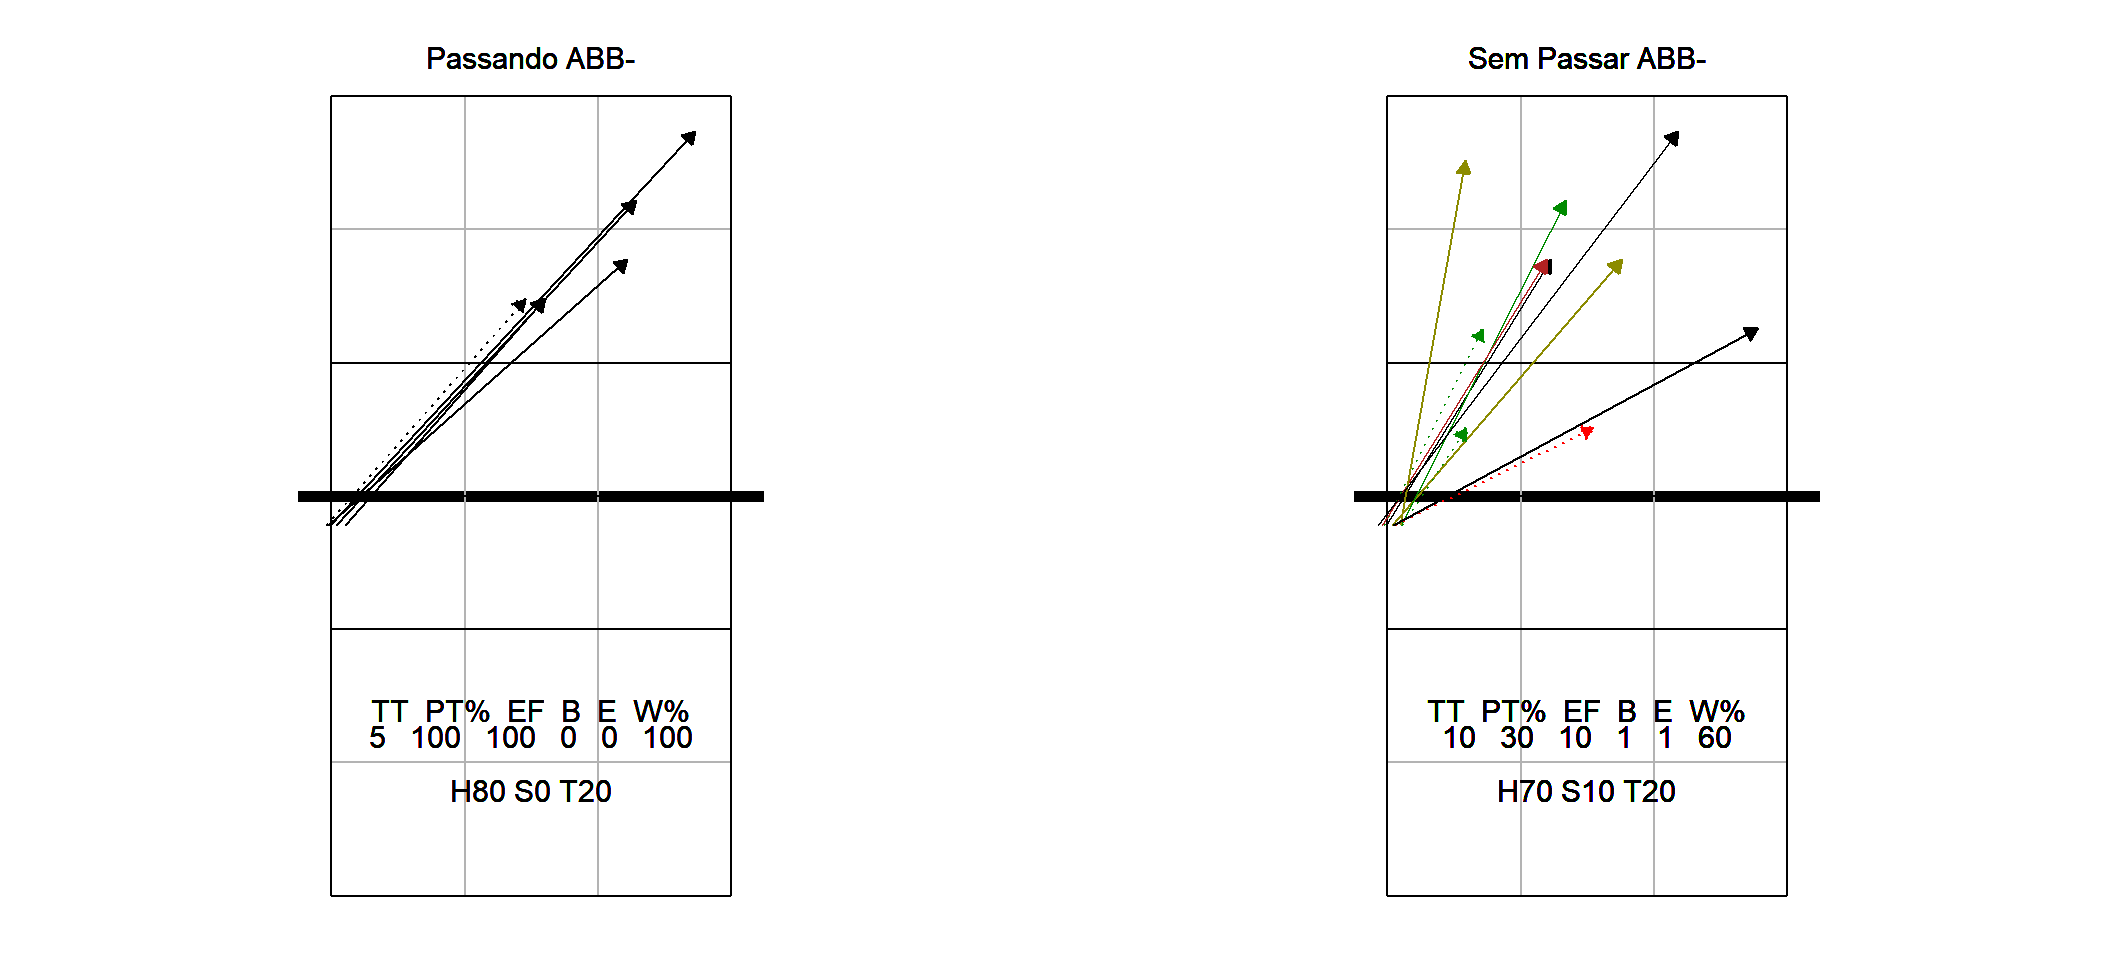 Passando ABB-
TT PT% EF B E W%
5 100 100 0 0 100
H80 S0 T20
Sem Passar ABB-
TT PT% EF B E W%
10 30 10 1 1 60
H70 S10 T20